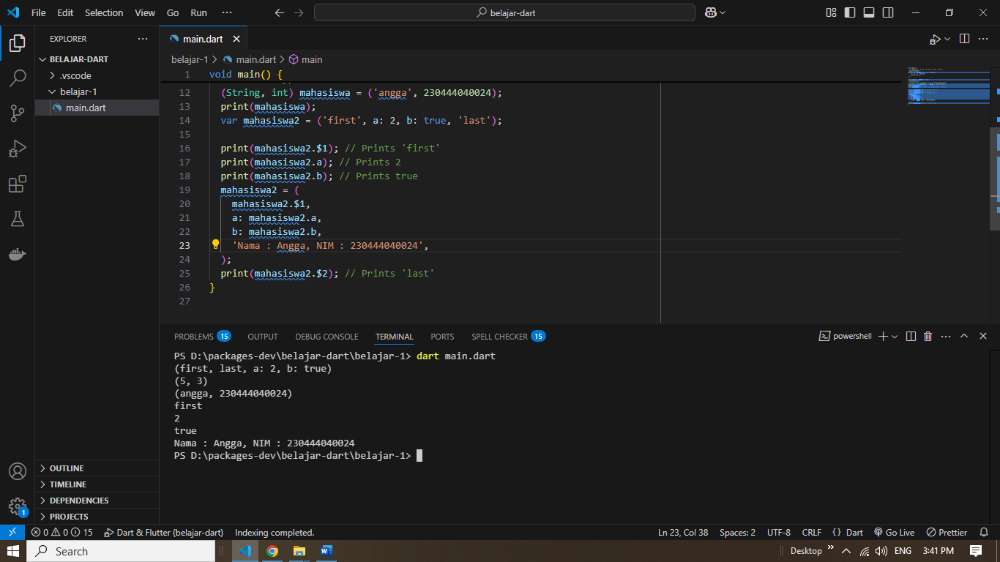 File Edit Selection View Go Run ··· belajar-dart
EXPLORER ···
BELAJAR-DART
.vscode
belajar-1
main.dart
OUTLINE
TIMELINE
DEPENDENCIES
PROJECTS
main.dart
belajar-1 > main.dart > main
1 void main() {
12 (String, int) mahasiswa = ('angga', 230444040024);
13 print(mahasiswa);
14 var mahasiswa2 = ('first', a: 2, b: true, 'last');
15
16 print(mahasiswa2.$1); // Prints 'first'
17 print(mahasiswa2.a); // Prints 2
18 print(mahasiswa2.b); // Prints true
19 mahasiswa2 = (
20 mahasiswa2.$1,
21 a: mahasiswa2.a,
22 b: mahasiswa2.b,
23 'Nama : Angga, NIM : 230444040024',
24 );
25 print(mahasiswa2.$2); // Prints 'last'
26 }
27
PROBLEMS 15 OUTPUT DEBUG CONSOLE TERMINAL PORTS SPELL CHECKER 15 powershell
PS D:\packages-dev\belajar-dart\belajar-1> dart main.dart
(first, last, a: 2, b: true)
(5, 3)
(angga, 230444040024)
first
2
true
Nama : Angga, NIM : 230444040024
PS D:\packages-dev\belajar-dart\belajar-1>
1
0 0 15 Dart & Flutter (belajar-dart) Indexing completed. Ln 23, Col 38 Spaces: 2 UTF-8 CRLF {} Dart Go Live Prettier
Search Desktop ENG 3:41 PM